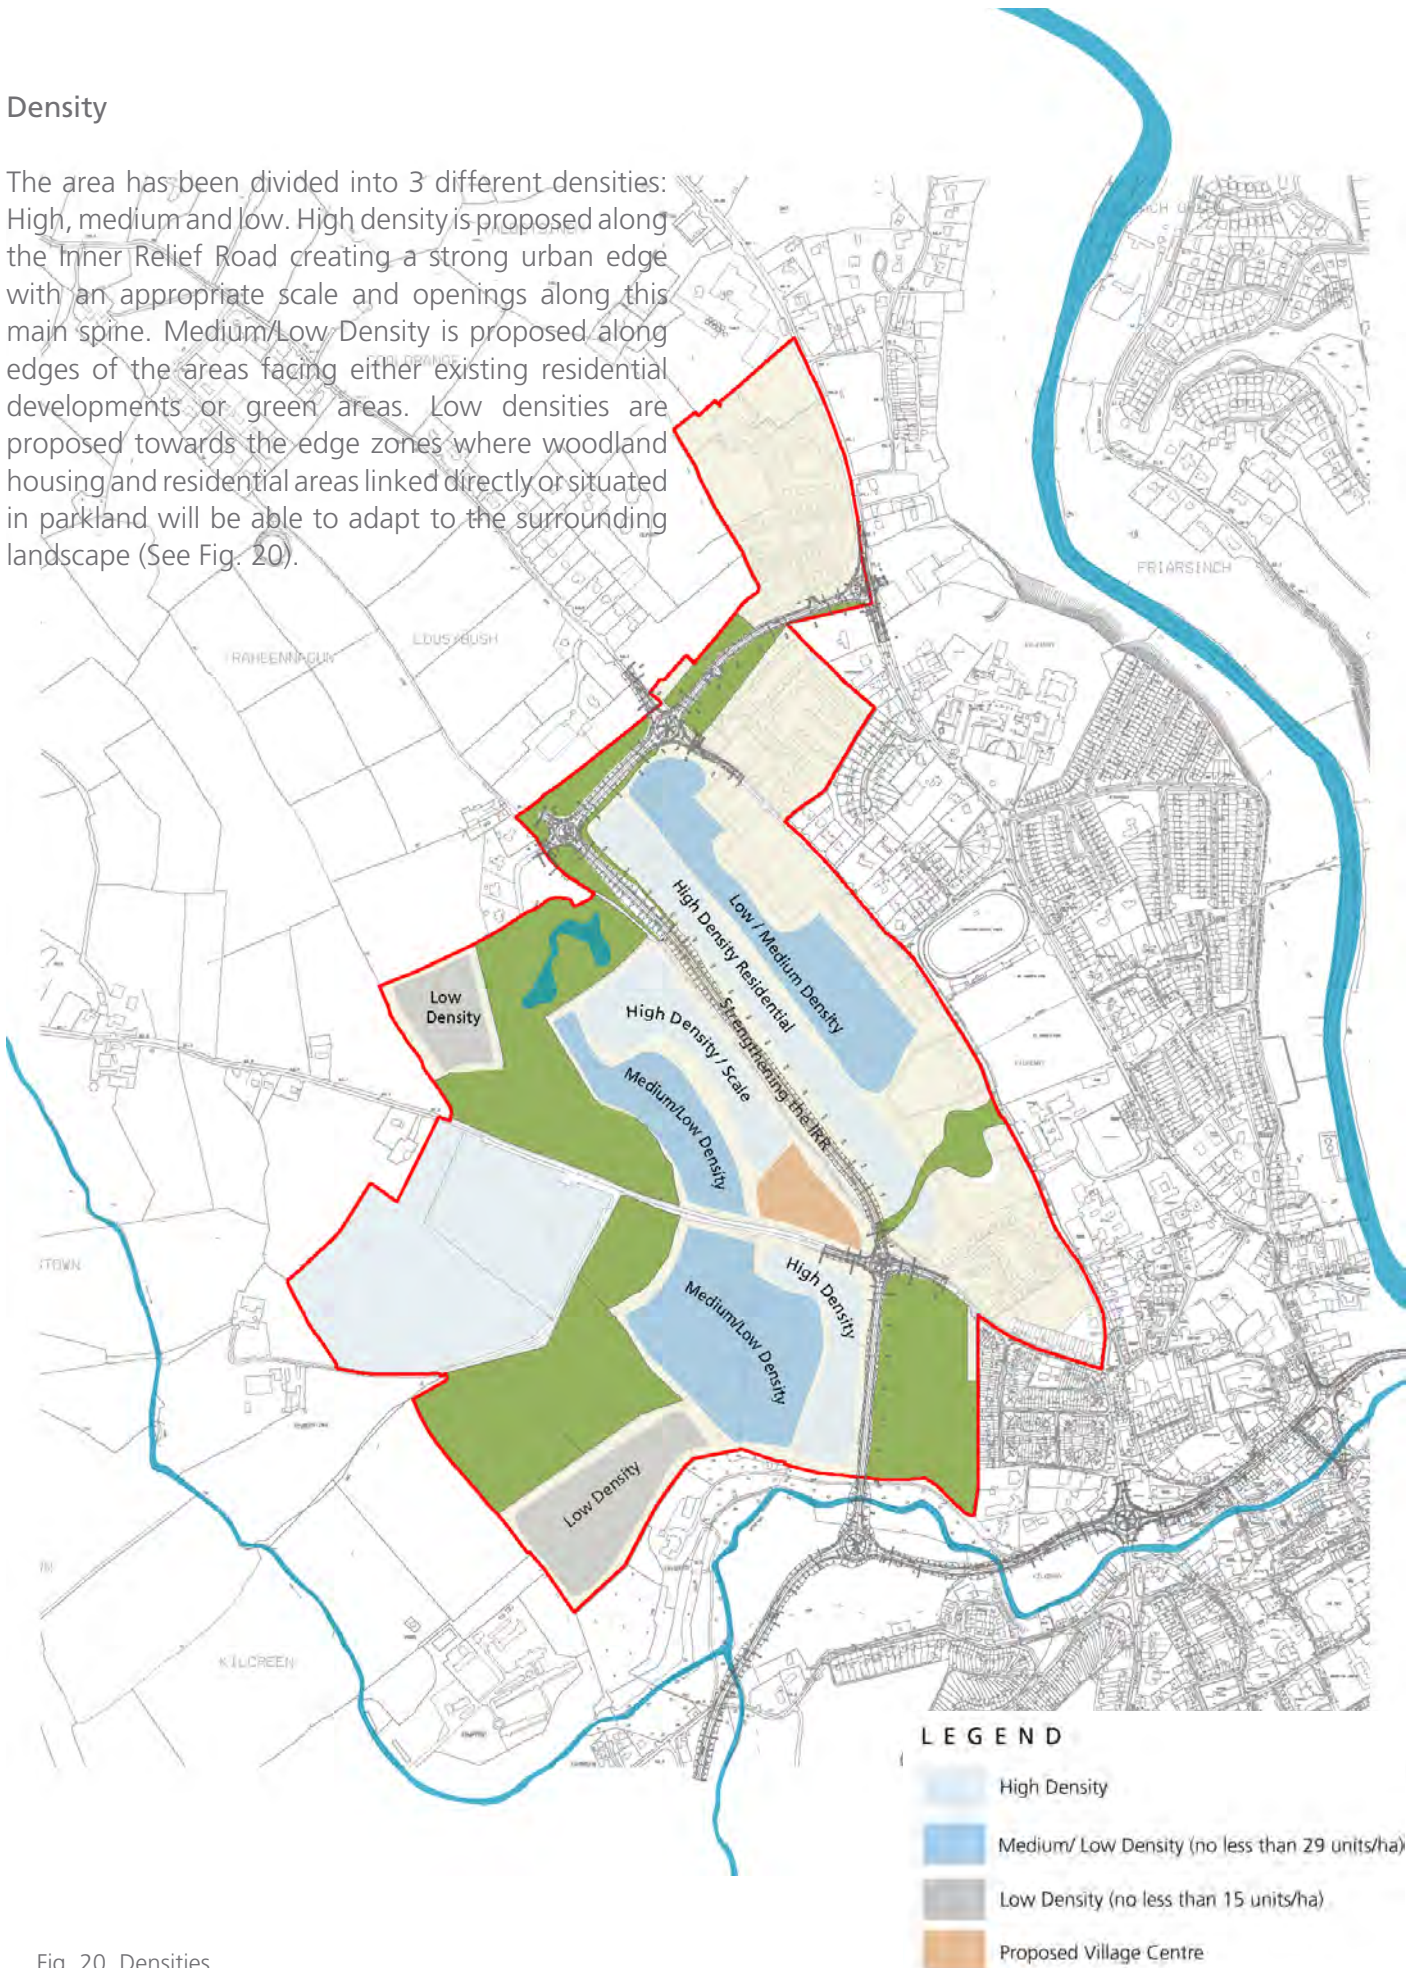 Density
The area has been divided into 3 different densities:
High, medium and low. High density is proposed along
the Inner Relief Road creating a strong urban edge
with an appropriate scale and openings along this
main spine. Medium/Low Density is proposed along
edges of the areas facing either existing residential
developments or green areas. Low densities are
proposed towards the edge zones where woodland
housing and residential areas linked directly or situated
in parkland will be able to adapt to the surrounding
landscape (See Fig. 20).
FRIARSINCH
LOUSYBUSH
RAHEENNAGUN
Low / Medium Density
High Density Residential
Strengthening the IRR
Low
Density
High Density / Scale
Medium/Low Density
High Density
Medium/Low Density
Low Density
KILCREEN
LEGEND
High Density
Medium/ Low Density (no less than 29 units/ha)
Low Density (no less than 15 units/ha)
Proposed Village Centre
Fig. 20 Densities